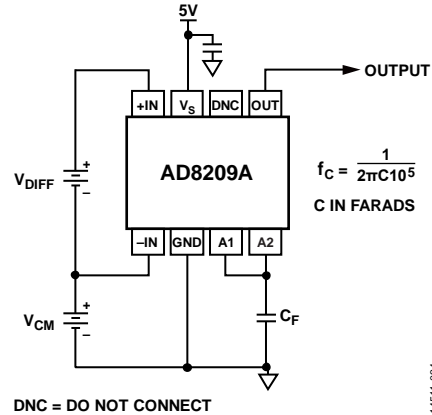 5V
OUTPUT
+IN
VS
DNC
OUT
AD8209A
fC = 1 / 2πC10^5
C IN FARADS
VDIFF
+
–
–IN
GND
A1
A2
VCM
+
–
CF
DNC = DO NOT CONNECT